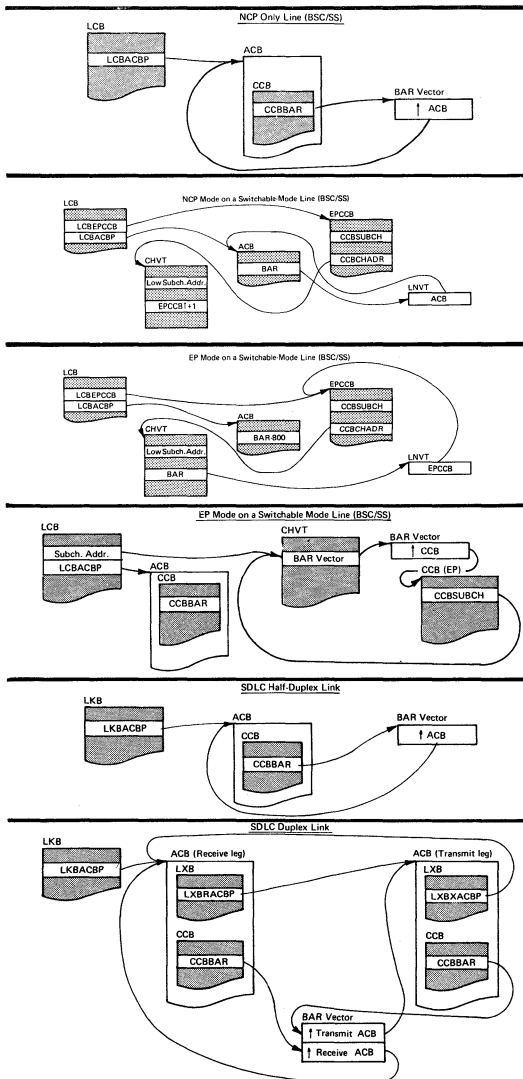 NCP Only Line (BSC/SS)
LCB
LCBACBP
ACB
CCB
CCBBAR
BAR Vector
↑ ACB
NCP Mode on a Switchable-Mode Line (BSC/SS)
LCB
LCBEPCCB
LCBACBP
CHVT
Low Subch. Addr.
EPCCB↑+1
ACB
BAR
EPCCB
CCBSUBCH
CCBCHADR
LNVT
ACB
EP Mode on a Switchable-Mode Line (BSC/SS)
LCB
LCBEPCCB
LCBACBP
CHVT
Low Subch. Addr.
BAR
ACB
BAR-800
EPCCB
CCBSUBCH
CCBCHADR
LNVT
EPCCB
EP Mode on a Switchable Mode Line (BSC/SS)
LCB
Subch. Addr.
LCBACBP
ACB
CCB
CCBBAR
CHVT
BAR Vector
BAR Vector
↑ CCB
CCB (EP)
CCBSUBCH
SDLC Half-Duplex Link
LKB
LKBACBP
ACB
CCB
CCBBAR
BAR Vector
↑ ACB
SDLC Duplex Link
LKB
LKBACBP
ACB (Receive leg)
LXB
LXBRACBP
CCB
CCBBAR
ACB (Transmit leg)
LXB
LXBXACBP
CCB
CCBBAR
BAR Vector
↑ Transmit ACB
↑ Receive ACB